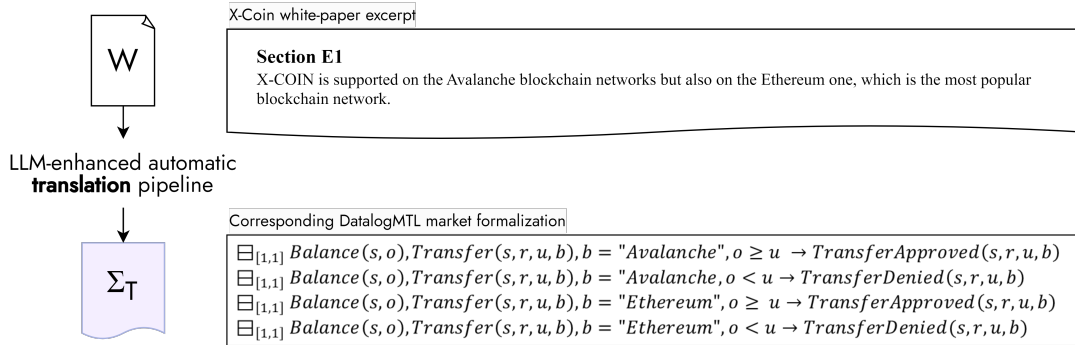 X-Coin white-paper excerpt
W
Section E1
X-COIN is supported on the Avalanche blockchain networks but also on the Ethereum one, which is the most popular
blockchain network.
LLM-enhanced automatic
translation pipeline
Corresponding DatalogMTL market formalization
Σ_T
⊟[1,1] Balance(s, o), Transfer(s, r, u, b), b = "Avalanche", o ≥ u → TransferApproved(s, r, u, b)
⊟[1,1] Balance(s, o), Transfer(s, r, u, b), b = "Avalanche, o < u → TransferDenied(s, r, u, b)
⊟[1,1] Balance(s, o), Transfer(s, r, u, b), b = "Ethereum", o ≥ u → TransferApproved(s, r, u, b)
⊟[1,1] Balance(s, o), Transfer(s, r, u, b), b = "Ethereum", o < u → TransferDenied(s, r, u, b)